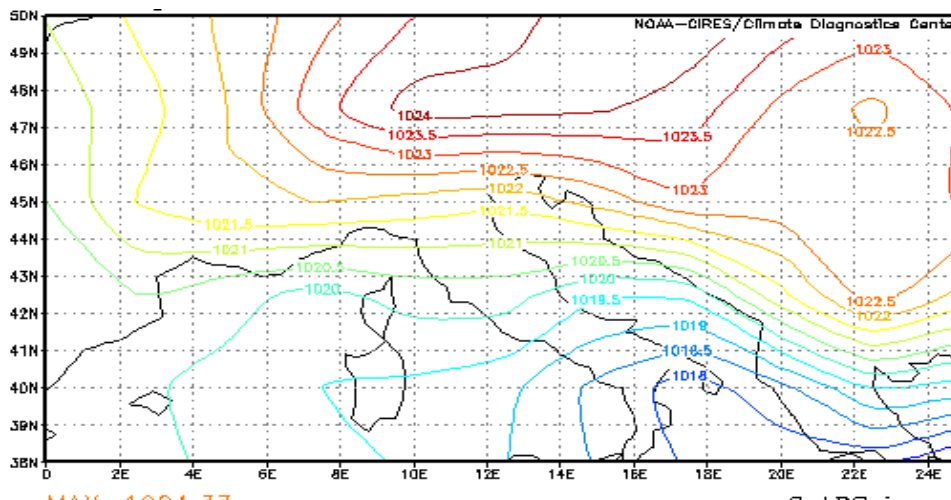 50N
NOAA-CIRES/Climate Diagnostics Cente
49N
1023
48N
1024
47N
1023.5
1023.5
1022.5
46N
1023
1022.5
1022
1023
45N
1021.5
1021.5
44N
1021
1021
43N
1020.5
1020.5
1020
1020
42N
1019.5
1022.5
1022
41N
1019
1018.5
40N
1018
39N
38N
0
2E
4E
6E
8E
10E
12E
14E
16E
18E
20E
22E
24E